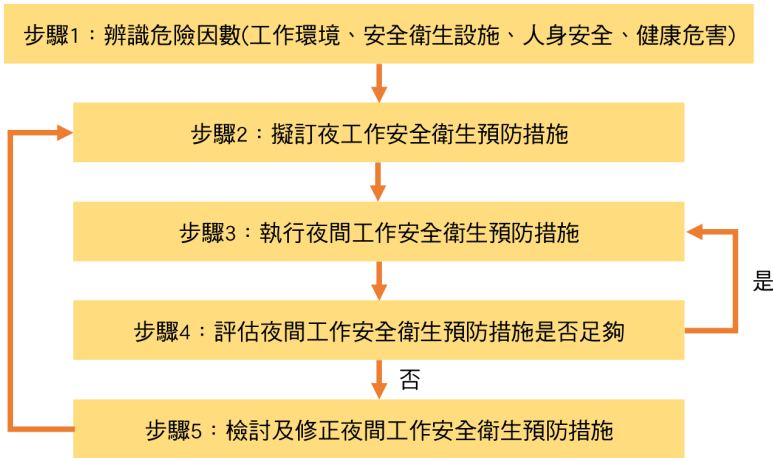 步驟1：辨識危險因數(工作環境、安全衛生設施、人身安全、健康危害)
步驟2：擬訂夜工作安全衛生預防措施
步驟3：執行夜間工作安全衛生預防措施
是
步驟4：評估夜間工作安全衛生預防措施是否足夠
否
步驟5：檢討及修正夜間工作安全衛生預防措施